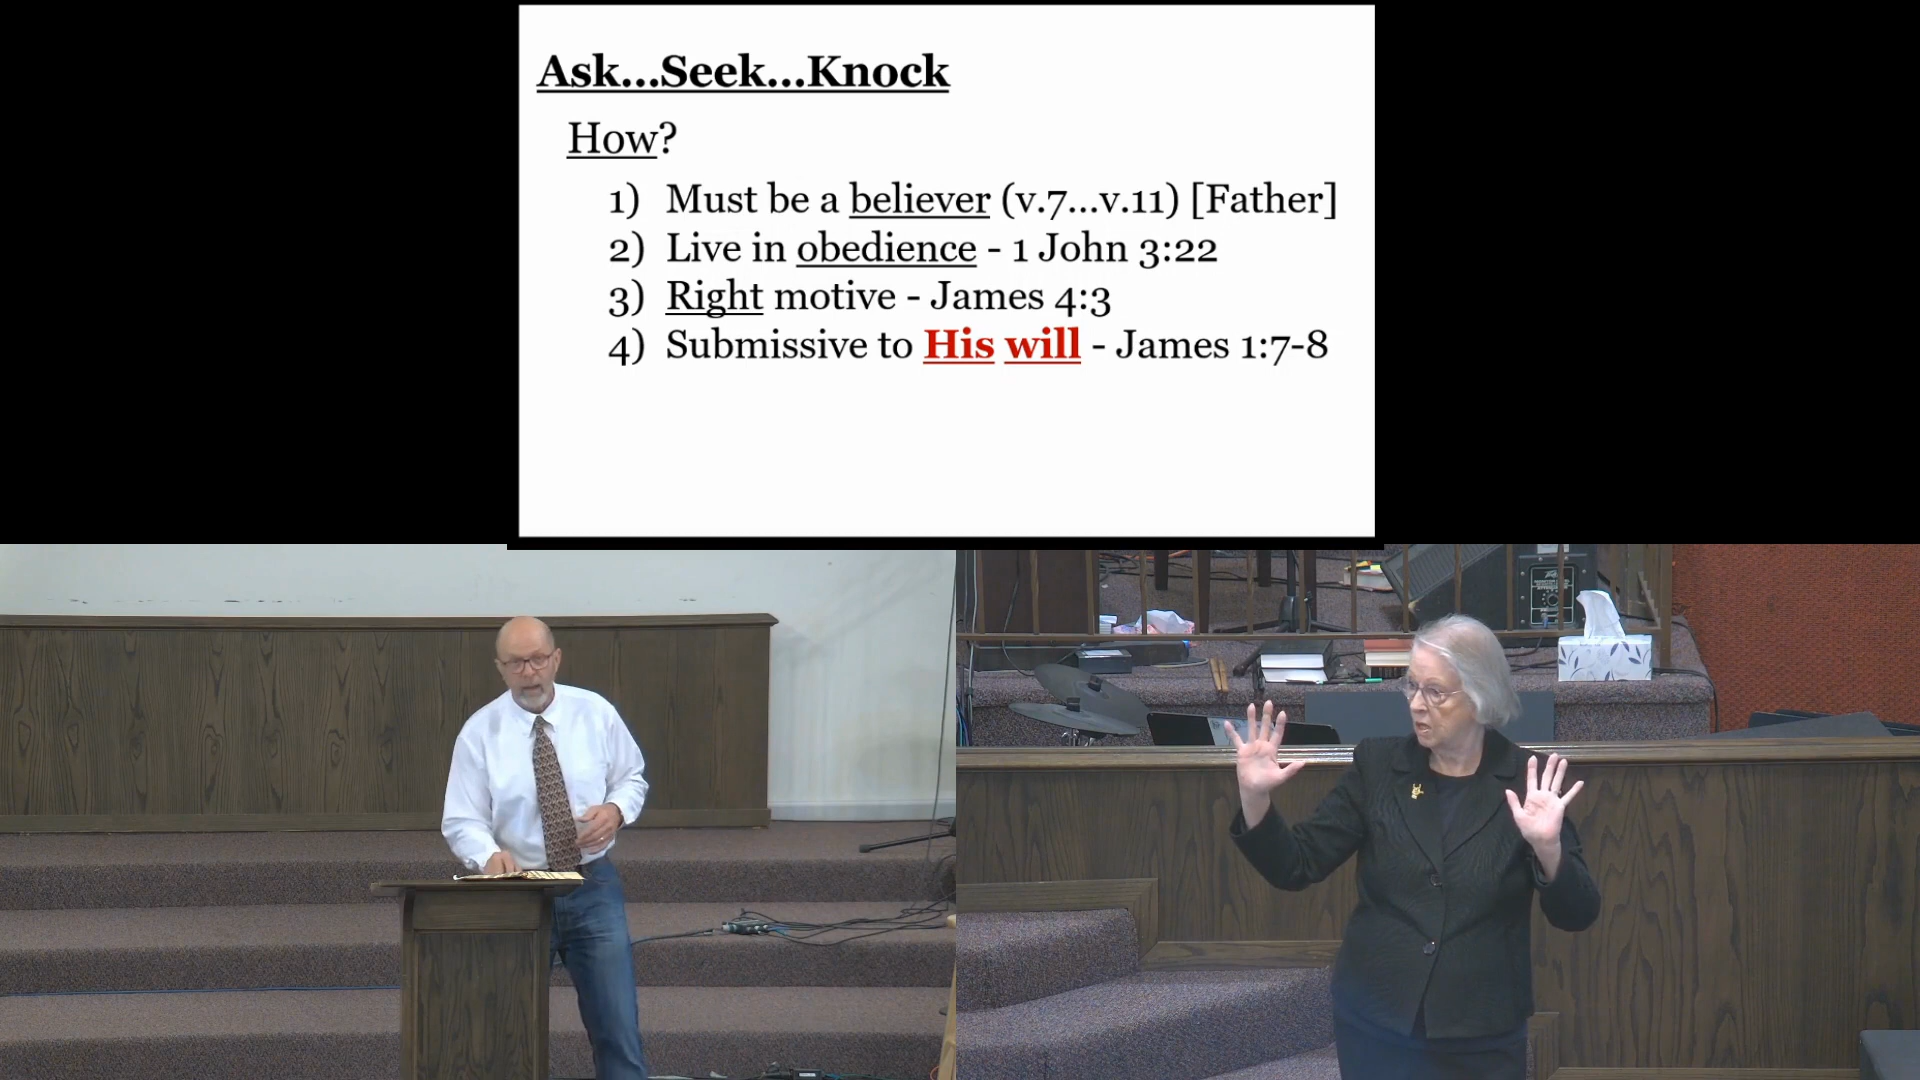 Ask...Seek...Knock
How?
1) Must be a believer (v.7...v.11) [Father]
2) Live in obedience - 1 John 3:22
3) Right motive - James 4:3
4) Submissive to His will - James 1:7-8